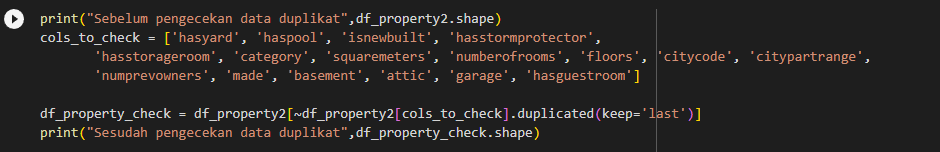 print("Sebelum pengecekan data duplikat",df_property2.shape)
cols_to_check = ['hasyard', 'haspool', 'isnewbuilt', 'hasstormprotector',
'hasstorageroom', 'category', 'squaremeters', 'numberofrooms', 'floors', 'citycode', 'citypartrange',
'numprevowners', 'made', 'basement', 'attic', 'garage', 'hasguestroom']
df_property_check = df_property2[~df_property2[cols_to_check].duplicated(keep='last')]
print("Sesudah pengecekan data duplikat",df_property_check.shape)